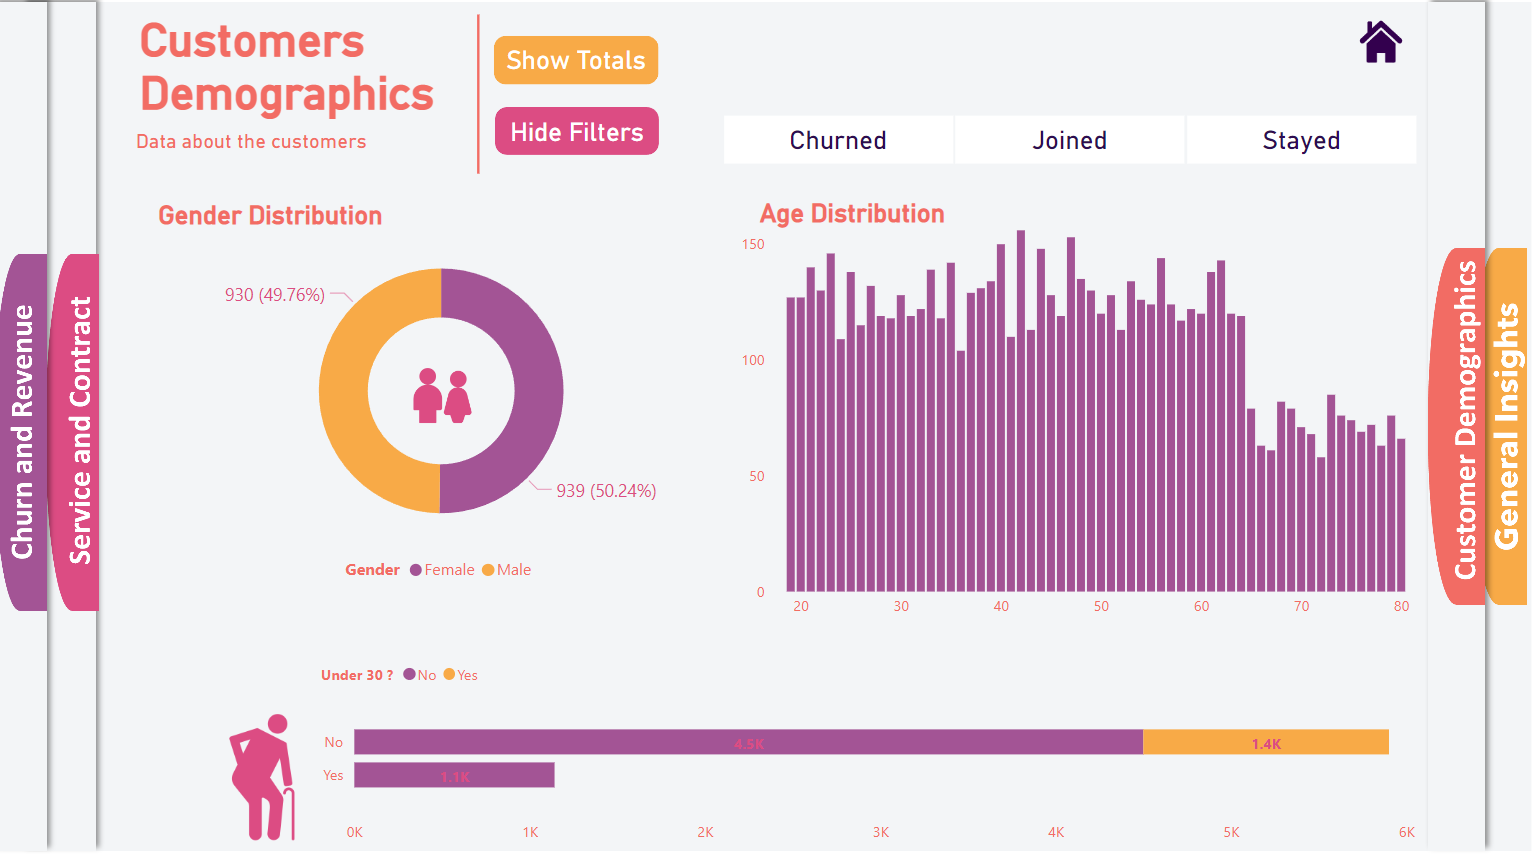 Customers
Demographics
Data about the customers
Show Totals
Hide Filters
Churned
Joined
Stayed
Churn and Revenue
Service and Contract
Customer Demographics
General Insights
Gender Distribution
930 (49.76%)
939 (50.24%)
Gender Female Male
Age Distribution
150
100
50
0
20 30 40 50 60 70 80
Under 30 ? No Yes
No 4.5K 1.4K
Yes 1.1K
0K 1K 2K 3K 4K 5K 6K